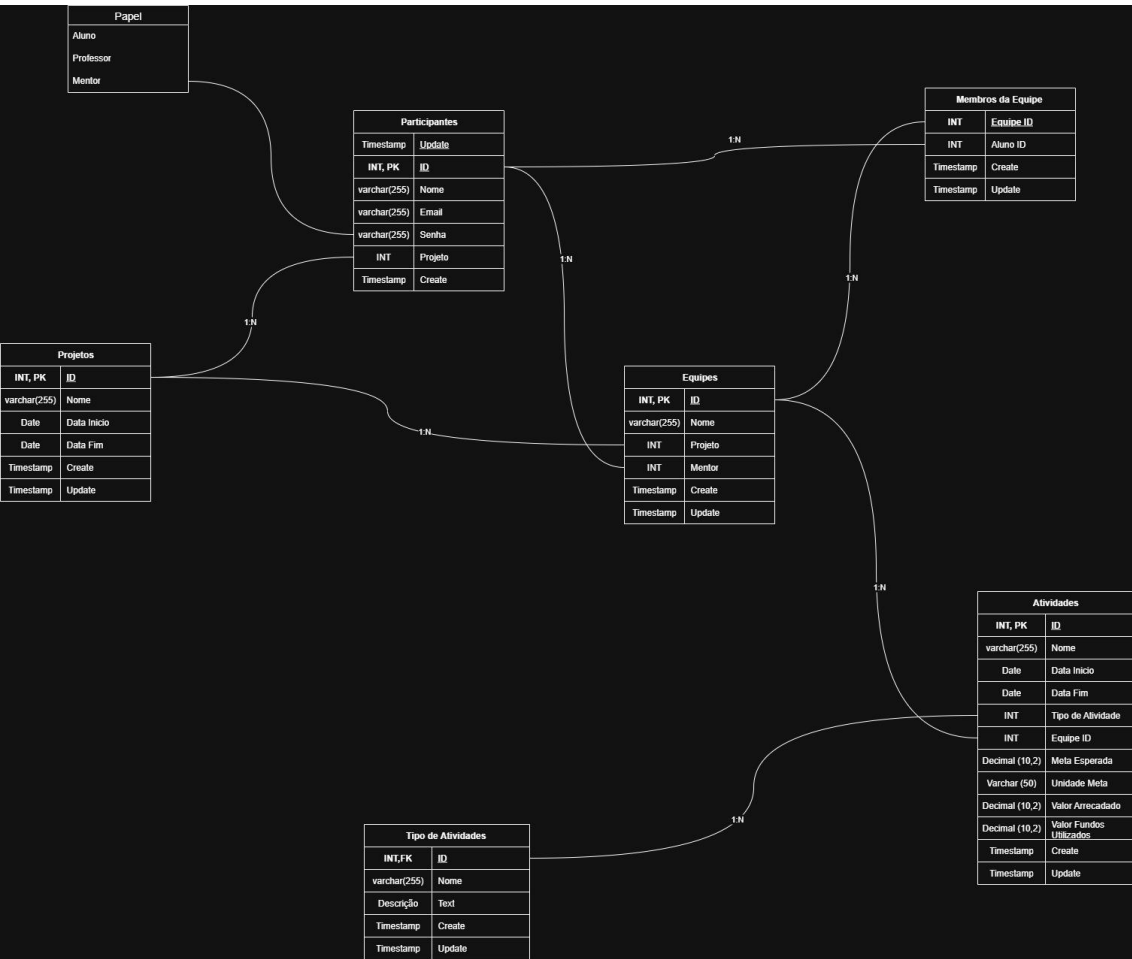 Papel
Aluno
Professor
Mentor
Participantes
Timestamp Update
INT, PK ID
varchar(255) Nome
varchar(255) Email
varchar(255) Senha
INT Projeto
Timestamp Create
Membros da Equipe
INT Equipe ID
INT Aluno ID
Timestamp Create
Timestamp Update
1:N
1:N
1:N
1:N
Projetos
INT, PK ID
varchar(255) Nome
Date Data Inicio
Date Data Fim
Timestamp Create
Timestamp Update
1:N
Equipes
INT, PK ID
varchar(255) Nome
INT Projeto
INT Mentor
Timestamp Create
Timestamp Update
1:N
Atividades
INT, PK ID
varchar(255) Nome
Date Data Inicio
Date Data Fim
INT Tipo de Atividade
INT Equipe ID
Decimal (10,2) Meta Esperada
Varchar (50) Unidade Meta
Decimal (10,2) Valor Arrecadado
Decimal (10,2) Valor Fundos
Utilizados
Timestamp Create
Timestamp Update
1:N
Tipo de Atividades
INT,FK ID
varchar(255) Nome
Descrição Text
Timestamp Create
Timestamp Update